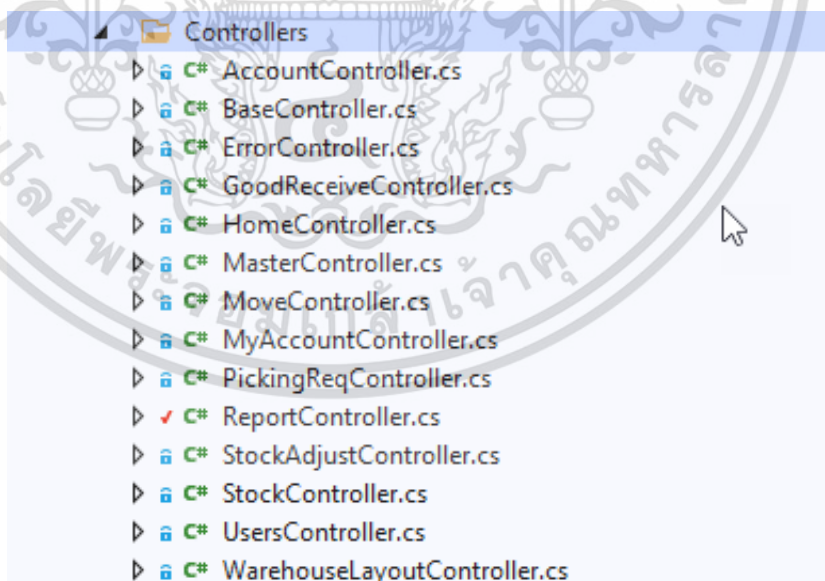 Controllers
C# AccountController.cs
C# BaseController.cs
C# ErrorController.cs
C# GoodReceiveController.cs
C# HomeController.cs
C# MasterController.cs
C# MoveController.cs
C# MyAccountController.cs
C# PickingReqController.cs
C# ReportController.cs
C# StockAdjustController.cs
C# StockController.cs
C# UsersController.cs
C# WarehouseLayoutController.cs